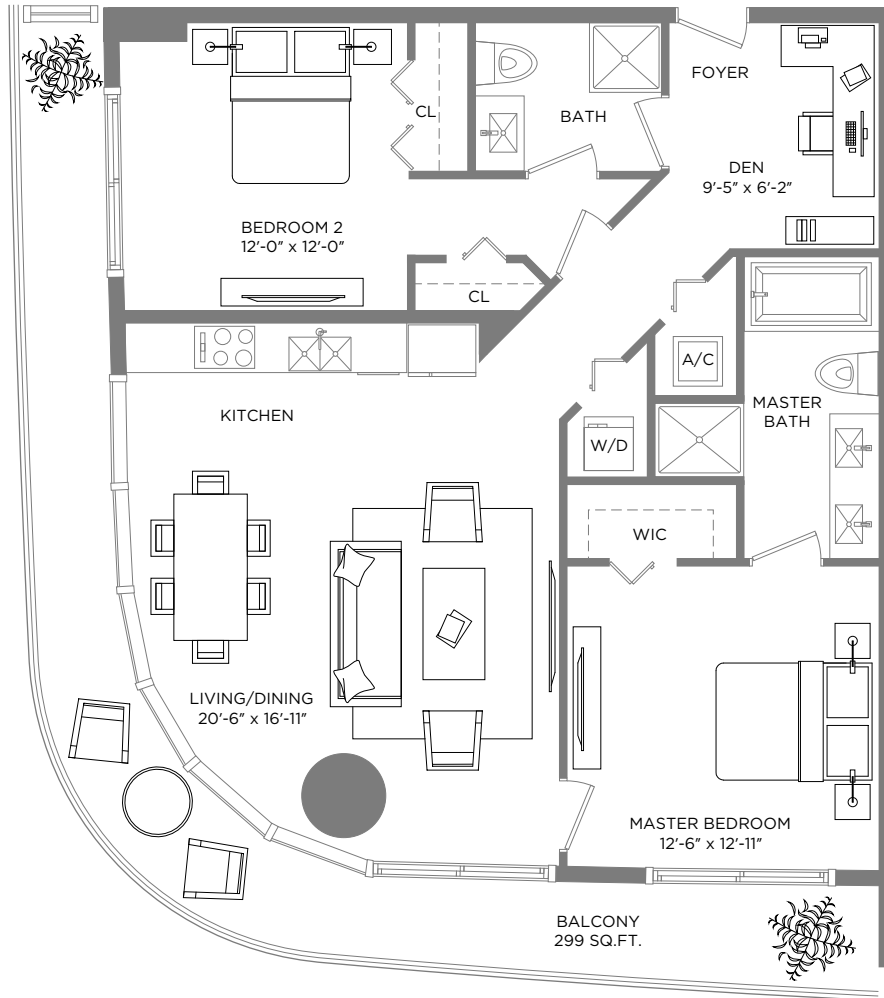 FOYER
CL
BATH
DEN
9'-5" x 6'-2"
BEDROOM 2
12'-0" x 12'-0"
CL
A/C
MASTER
BATH
KITCHEN
W/D
WIC
LIVING/DINING
20'-6" x 16'-11"
MASTER BEDROOM
12'-6" x 12'-11"
BALCONY
299 SQ.FT.